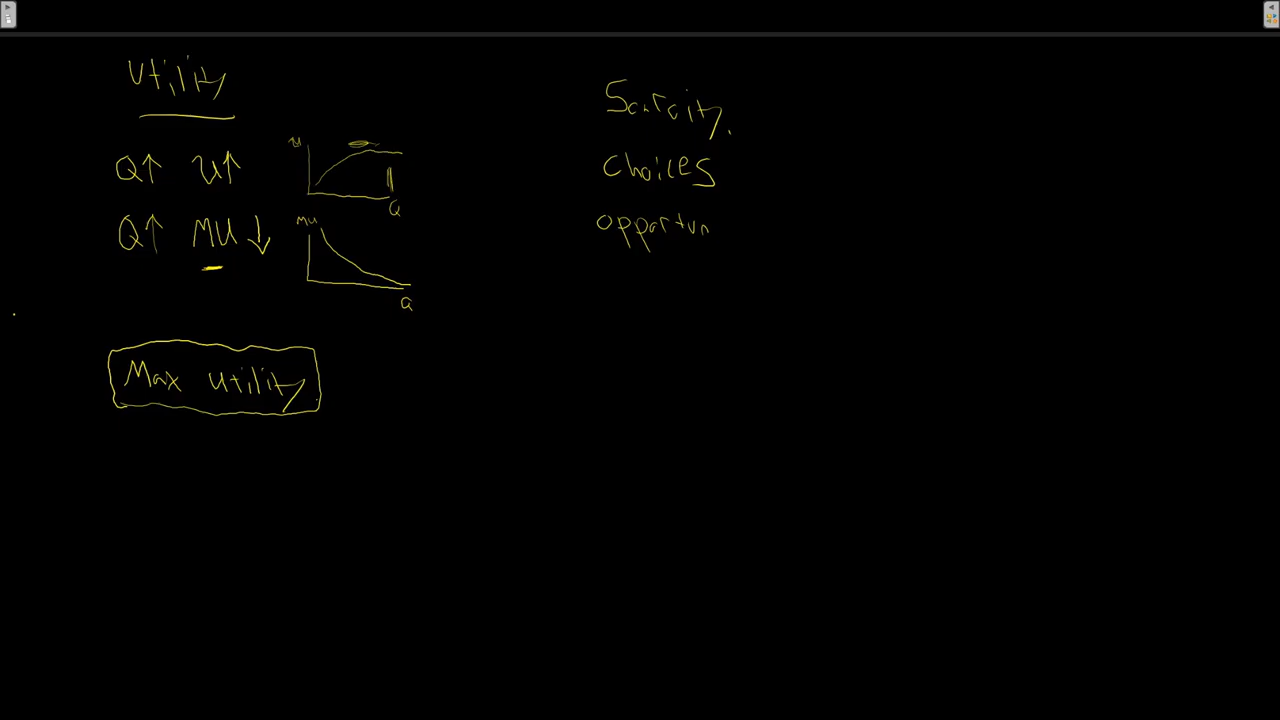 Utility
Q↑ U↑
U
Q
Q↑ MU↓
MU
Q
Max Utility
Scarcity.
Choices
opportun